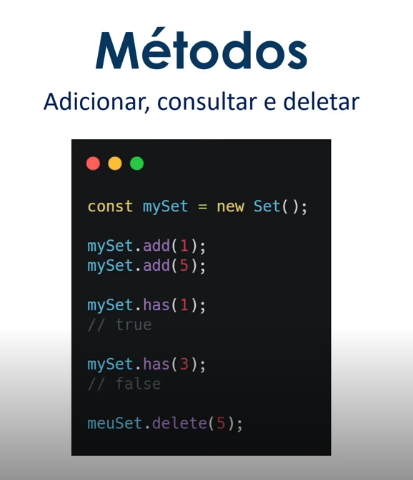 Métodos
Adicionar, consultar e deletar
const mySet = new Set();
mySet.add(1);
mySet.add(5);
mySet.has(1);
// true
mySet.has(3);
// false
meuSet.delete(5);